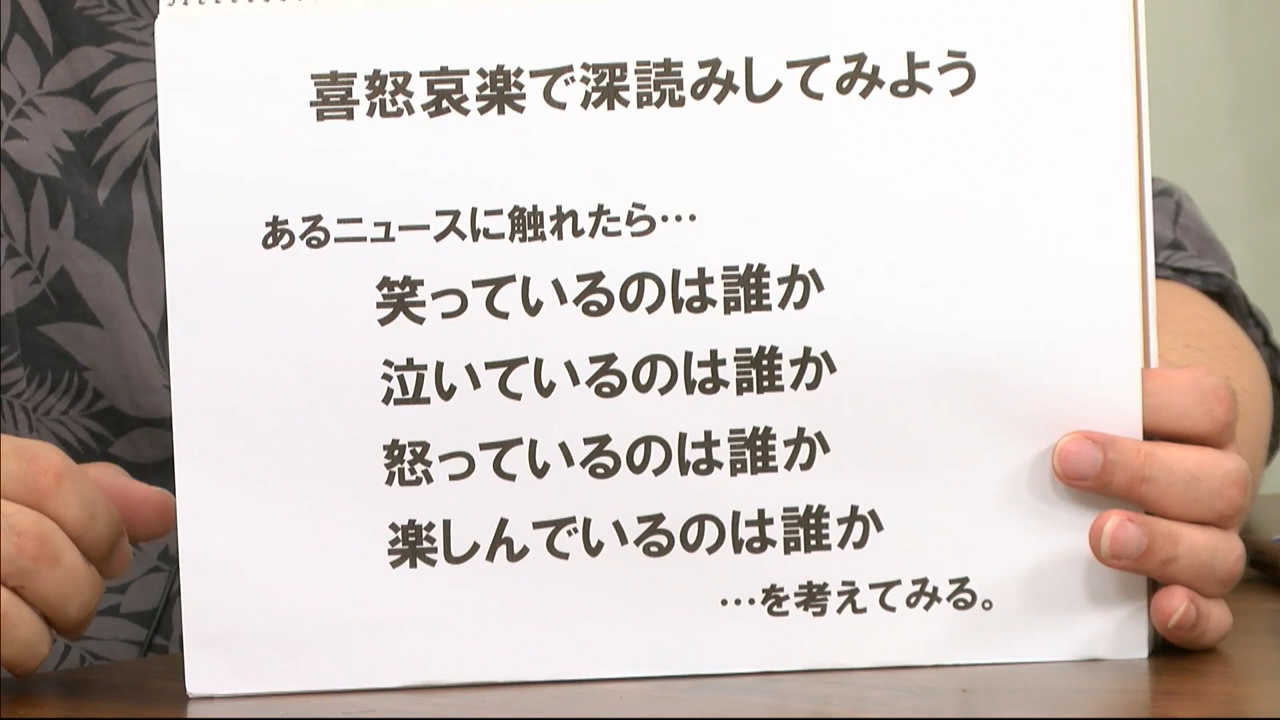 喜怒哀楽で深読みしてみよう
あるニュースに触れたら…
笑っているのは誰か
泣いているのは誰か
怒っているのは誰か
楽しんでいるのは誰か
…を考えてみる。